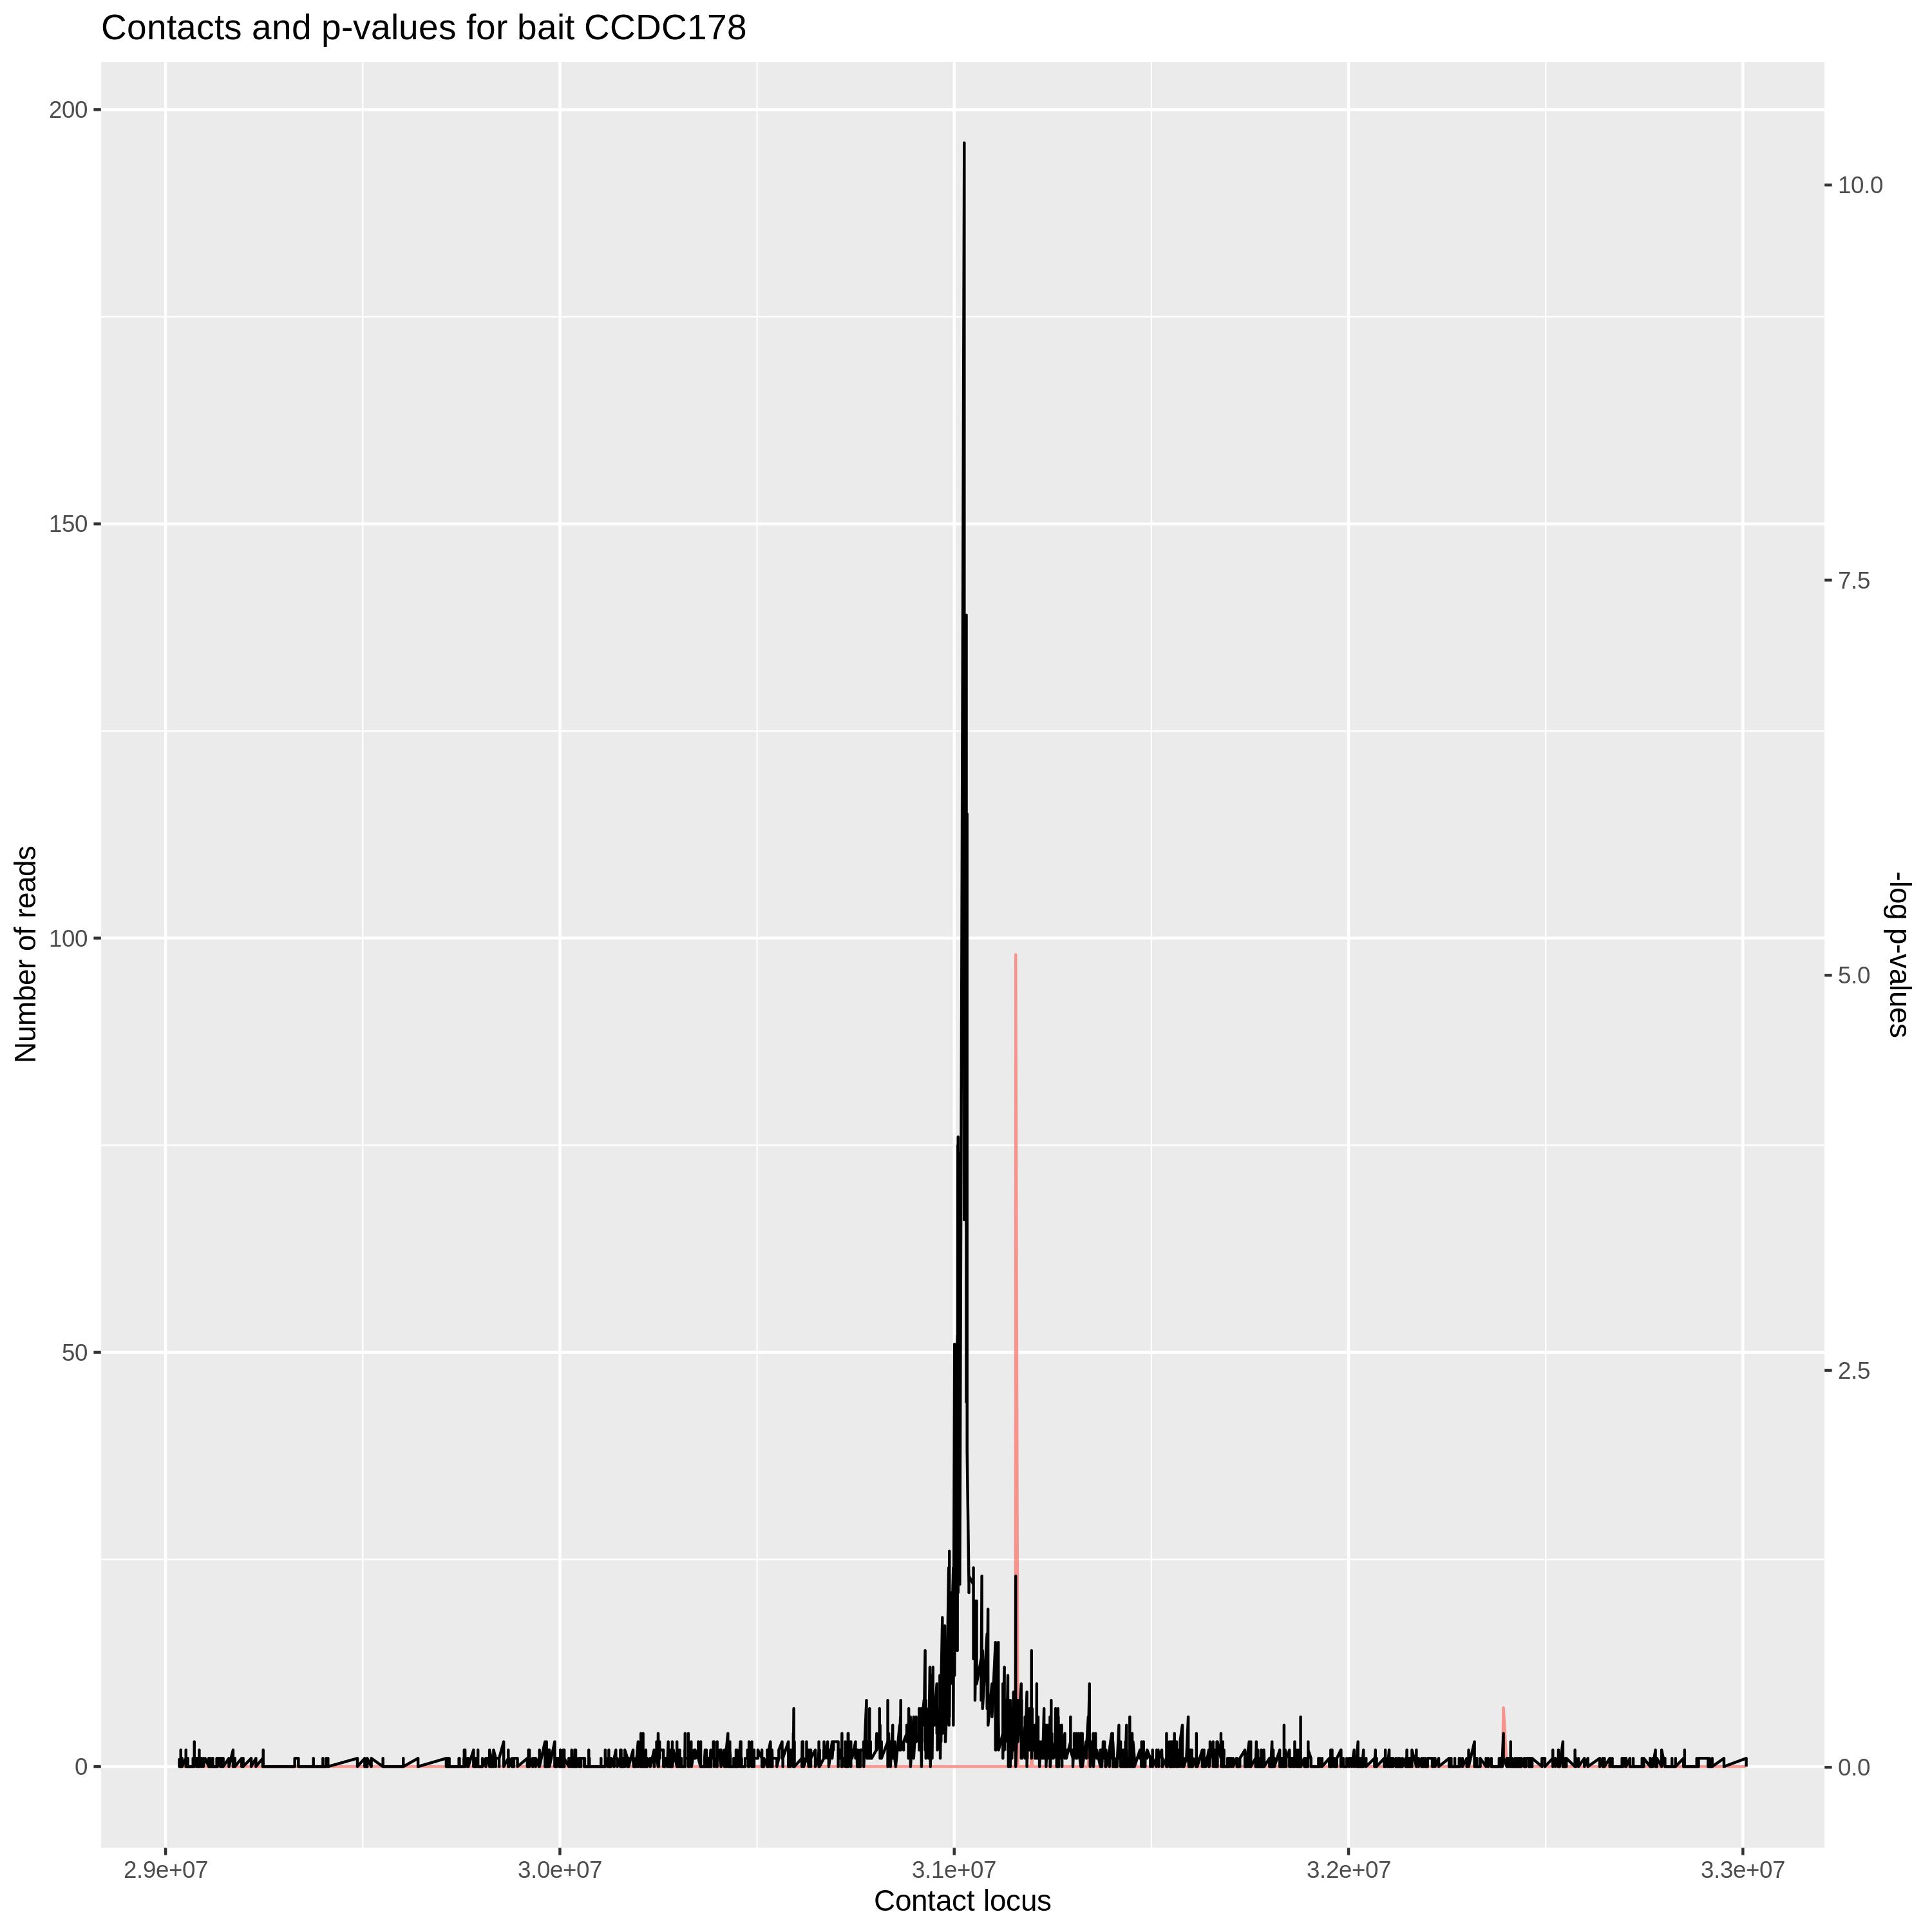 Contacts and p-values for bait CCDC178
200
150
100
50
0
Number of reads
10.0
7.5
5.0
2.5
0.0
-log p-values
2.9e+07
3.0e+07
3.1e+07
3.2e+07
3.3e+07
Contact locus